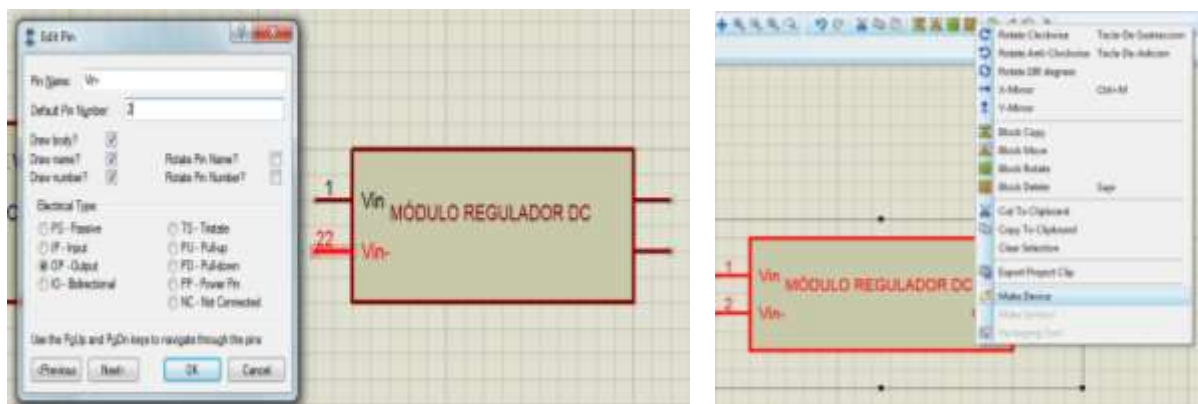 Edit Pin
Pin Name: Vin-
Default Pin Number: 2
Draw body?
Draw name? Rotate Pin Name?
Draw number? Rotate Pin Number?
Electrical Type:
PS - Passive TS - Tristate
IP - Input PU - Pull-up
OP - Output PD - Pull-down
IO - Bidirectional PP - Power Pin
NC - Not Connected
Use the PgUp and PgDn keys to navigate through the pins
<Previous Next> OK Cancel
1 Vin MÓDULO REGULADOR DC
22 Vin-
Rotate Clockwise
Rotate Anti-Clockwise
Rotate 180 degrees
X-Mirror Ctrl+M
Y-Mirror
Block Copy
Block Move
Block Rotate
Block Delete Supr
Cut To Clipboard
Copy To Clipboard
Clear Selection
Export Project Clip
Make Device
Make Symbol
Packaging Tool
1 Vin MÓDULO REGULADOR DC
2 Vin-